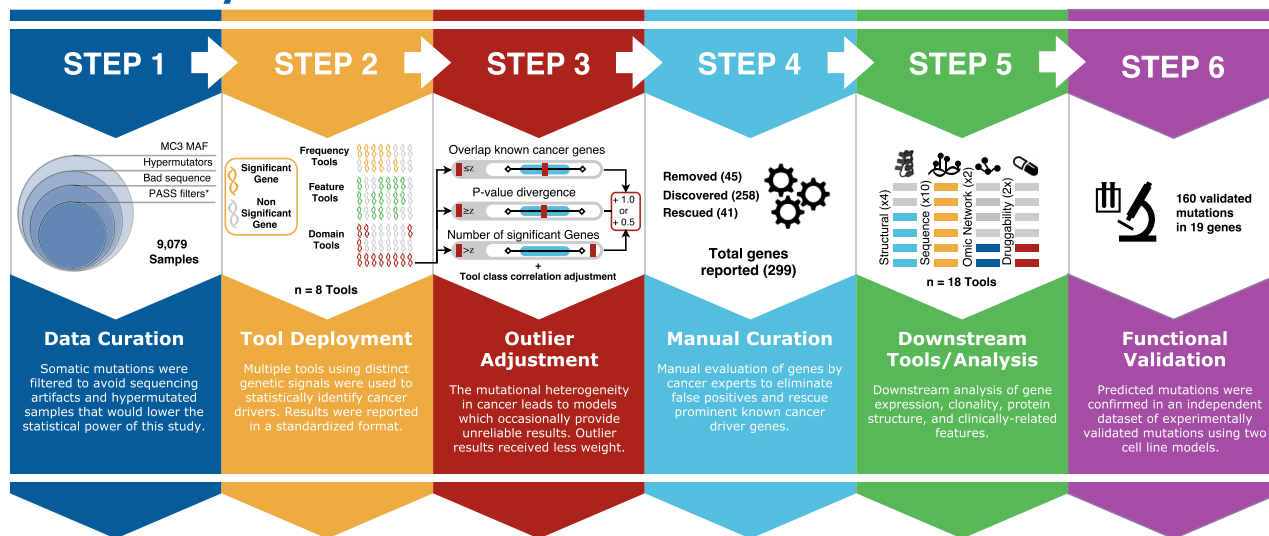 STEP 1
STEP 2
STEP 3
STEP 4
STEP 5
STEP 6
MC3 MAF
Hypermutators
Bad sequence
PASS filters*
9,079
Samples
Significant
Gene
Non
Significant
Gene
Frequency
Tools
Feature
Tools
Domain
Tools
n = 8 Tools
Overlap known cancer genes
≤z
P-value divergence
≥z
Number of significant Genes
>z
+ 1.0
or
+ 0.5
+
Tool class correlation adjustment
Removed (45)
Discovered (258)
Rescued (41)
Total genes
reported (299)
Structural (x4)
Sequence (x10)
Omic Network (x2)
Druggability (2x)
n = 18 Tools
160 validated
mutations
in 19 genes
Data Curation
Somatic mutations were
filtered to avoid sequencing
artifacts and hypermutated
samples that would lower the
statistical power of this study.
Tool Deployment
Multiple tools using distinct
genetic signals were used to
statistically identify cancer
drivers. Results were reported
in a standardized format.
Outlier
Adjustment
The mutational heterogeneity
in cancer leads to models
which occasionally provide
unreliable results. Outlier
results received less weight.
Manual Curation
Manual evaluation of genes by
cancer experts to eliminate
false positives and rescue
prominent known cancer
driver genes.
Downstream
Tools/Analysis
Downstream analysis of gene
expression, clonality, protein
structure, and clinically-related
features.
Functional
Validation
Predicted mutations were
confirmed in an independent
dataset of experimentally
validated mutations using two
cell line models.